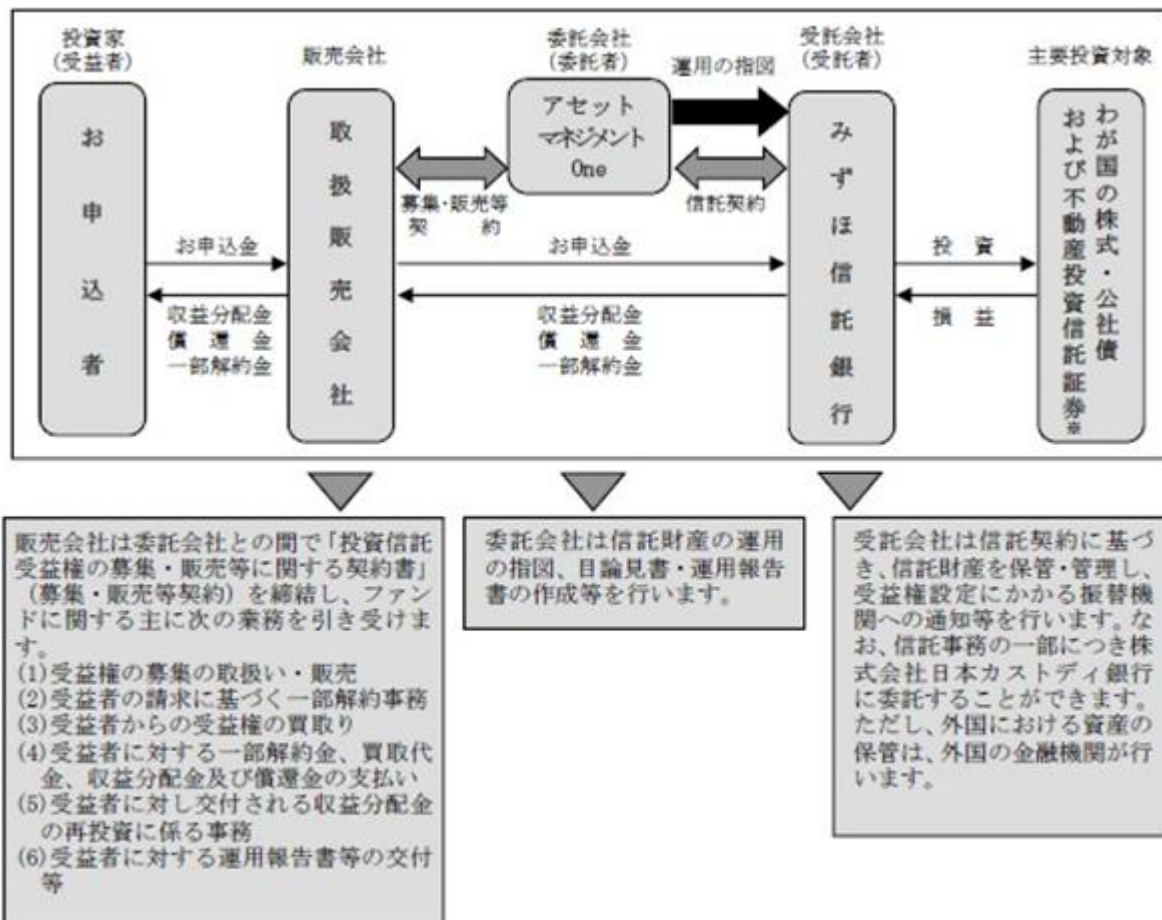 投資家
(受益者)
お申込者
販売会社
取扱販売会社
委託会社
(委託者)
アセット
マネジメント
One
運用の指図
受託会社
(受託者)
みずほ信託銀行
主要投資対象
わが国の株式・公社債
および不動産投資信託証券※
募集・販売等
契　　約
信託契約
お申込金
収益分配金
償　還　金
一部解約金
お申込金
収益分配金
償　還　金
一部解約金
投　資
損　益
販売会社は委託会社との間で「投資信託
受益権の募集・販売等に関する契約書」
(募集・販売等契約) を締結し、ファン
ドに関する主に次の業務を引き受けま
す。
(1)受益権の募集の取扱い・販売
(2)受益者の請求に基づく一部解約事務
(3)受益者からの受益権の買取り
(4)受益者に対する一部解約金、買取代
金、収益分配金及び償還金の支払い
(5)受益者に対し交付される収益分配金
の再投資に係る事務
(6)受益者に対する運用報告書等の交付
等
委託会社は信託財産の運用
の指図、目論見書・運用報告
書の作成等を行います。
受託会社は信託契約に基づ
き、信託財産を保管・管理し、
受益権設定にかかる振替機
関への通知等を行います。な
お、信託事務の一部につき株
式会社日本カストディ銀行
に委託することができます。
ただし、外国における資産の
保管は、外国の金融機関が行
います。